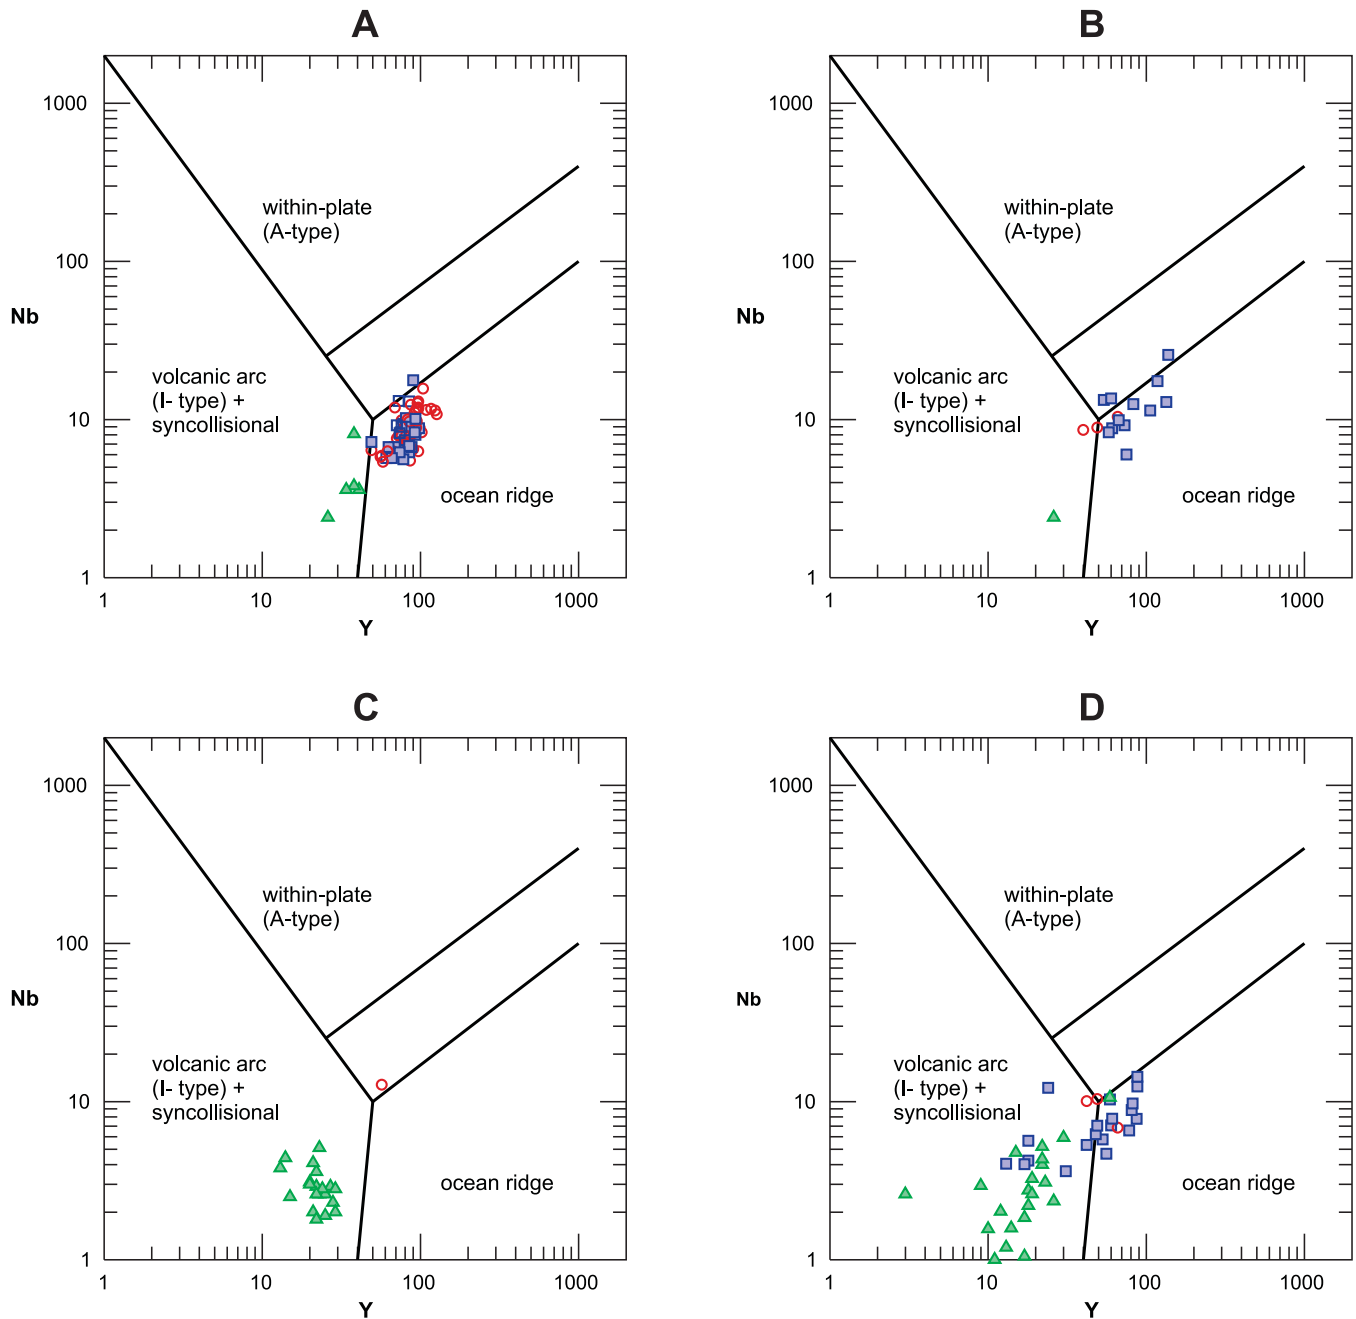 A
1000
within-plate
(A-type)
100
Nb
volcanic arc
(I- type) +
syncollisional
10
ocean ridge
1
1 10 100 1000
Y
B
1000
within-plate
(A-type)
100
Nb
volcanic arc
(I- type) +
syncollisional
10
ocean ridge
1
1 10 100 1000
Y
C
1000
within-plate
(A-type)
100
Nb
volcanic arc
(I- type) +
syncollisional
10
ocean ridge
1
1 10 100 1000
Y
D
1000
within-plate
(A-type)
100
Nb
volcanic arc
(I- type) +
syncollisional
10
ocean ridge
1
1 10 100 1000
Y